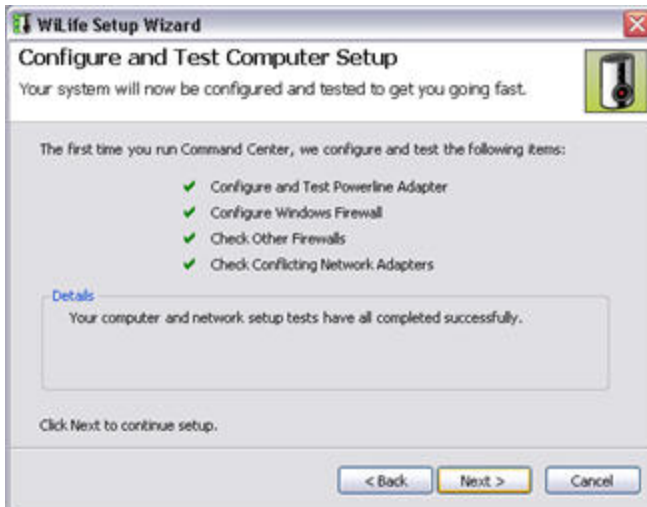 WiLife Setup Wizard
Configure and Test Computer Setup
Your system will now be configured and tested to get you going fast.
The first time you run Command Center, we configure and test the following items:
Configure and Test Powerline Adapter
Configure Windows Firewall
Check Other Firewalls
Check Conflicting Network Adapters
Details
Your computer and network setup tests have all completed successfully.
Click Next to continue setup.
< Back Next > Cancel